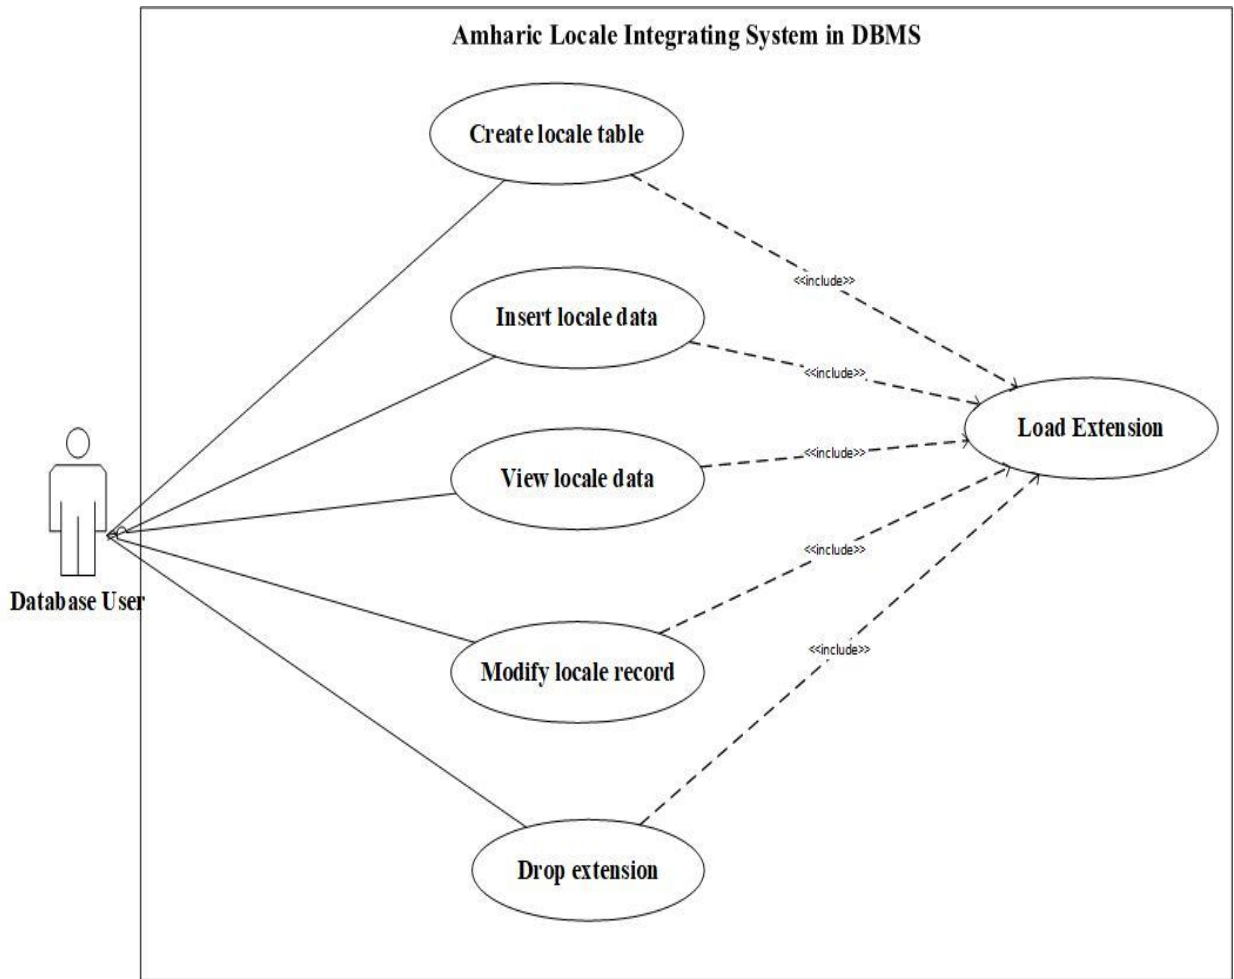 Amharic Locale Integrating System in DBMS
Create locale table
<<include>>
Insert locale data
<<include>>
Load Extension
View locale data
<<include>>
<<include>>
Database User
Modify locale record
<<include>>
Drop extension